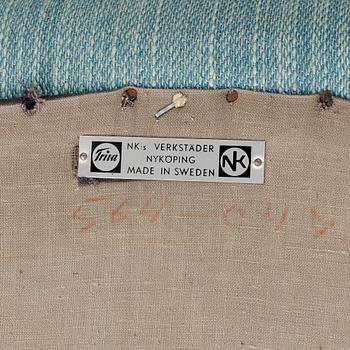 Triva
NK:s VERKSTÄDER
NYKÖPING
MADE IN SWEDEN
NK